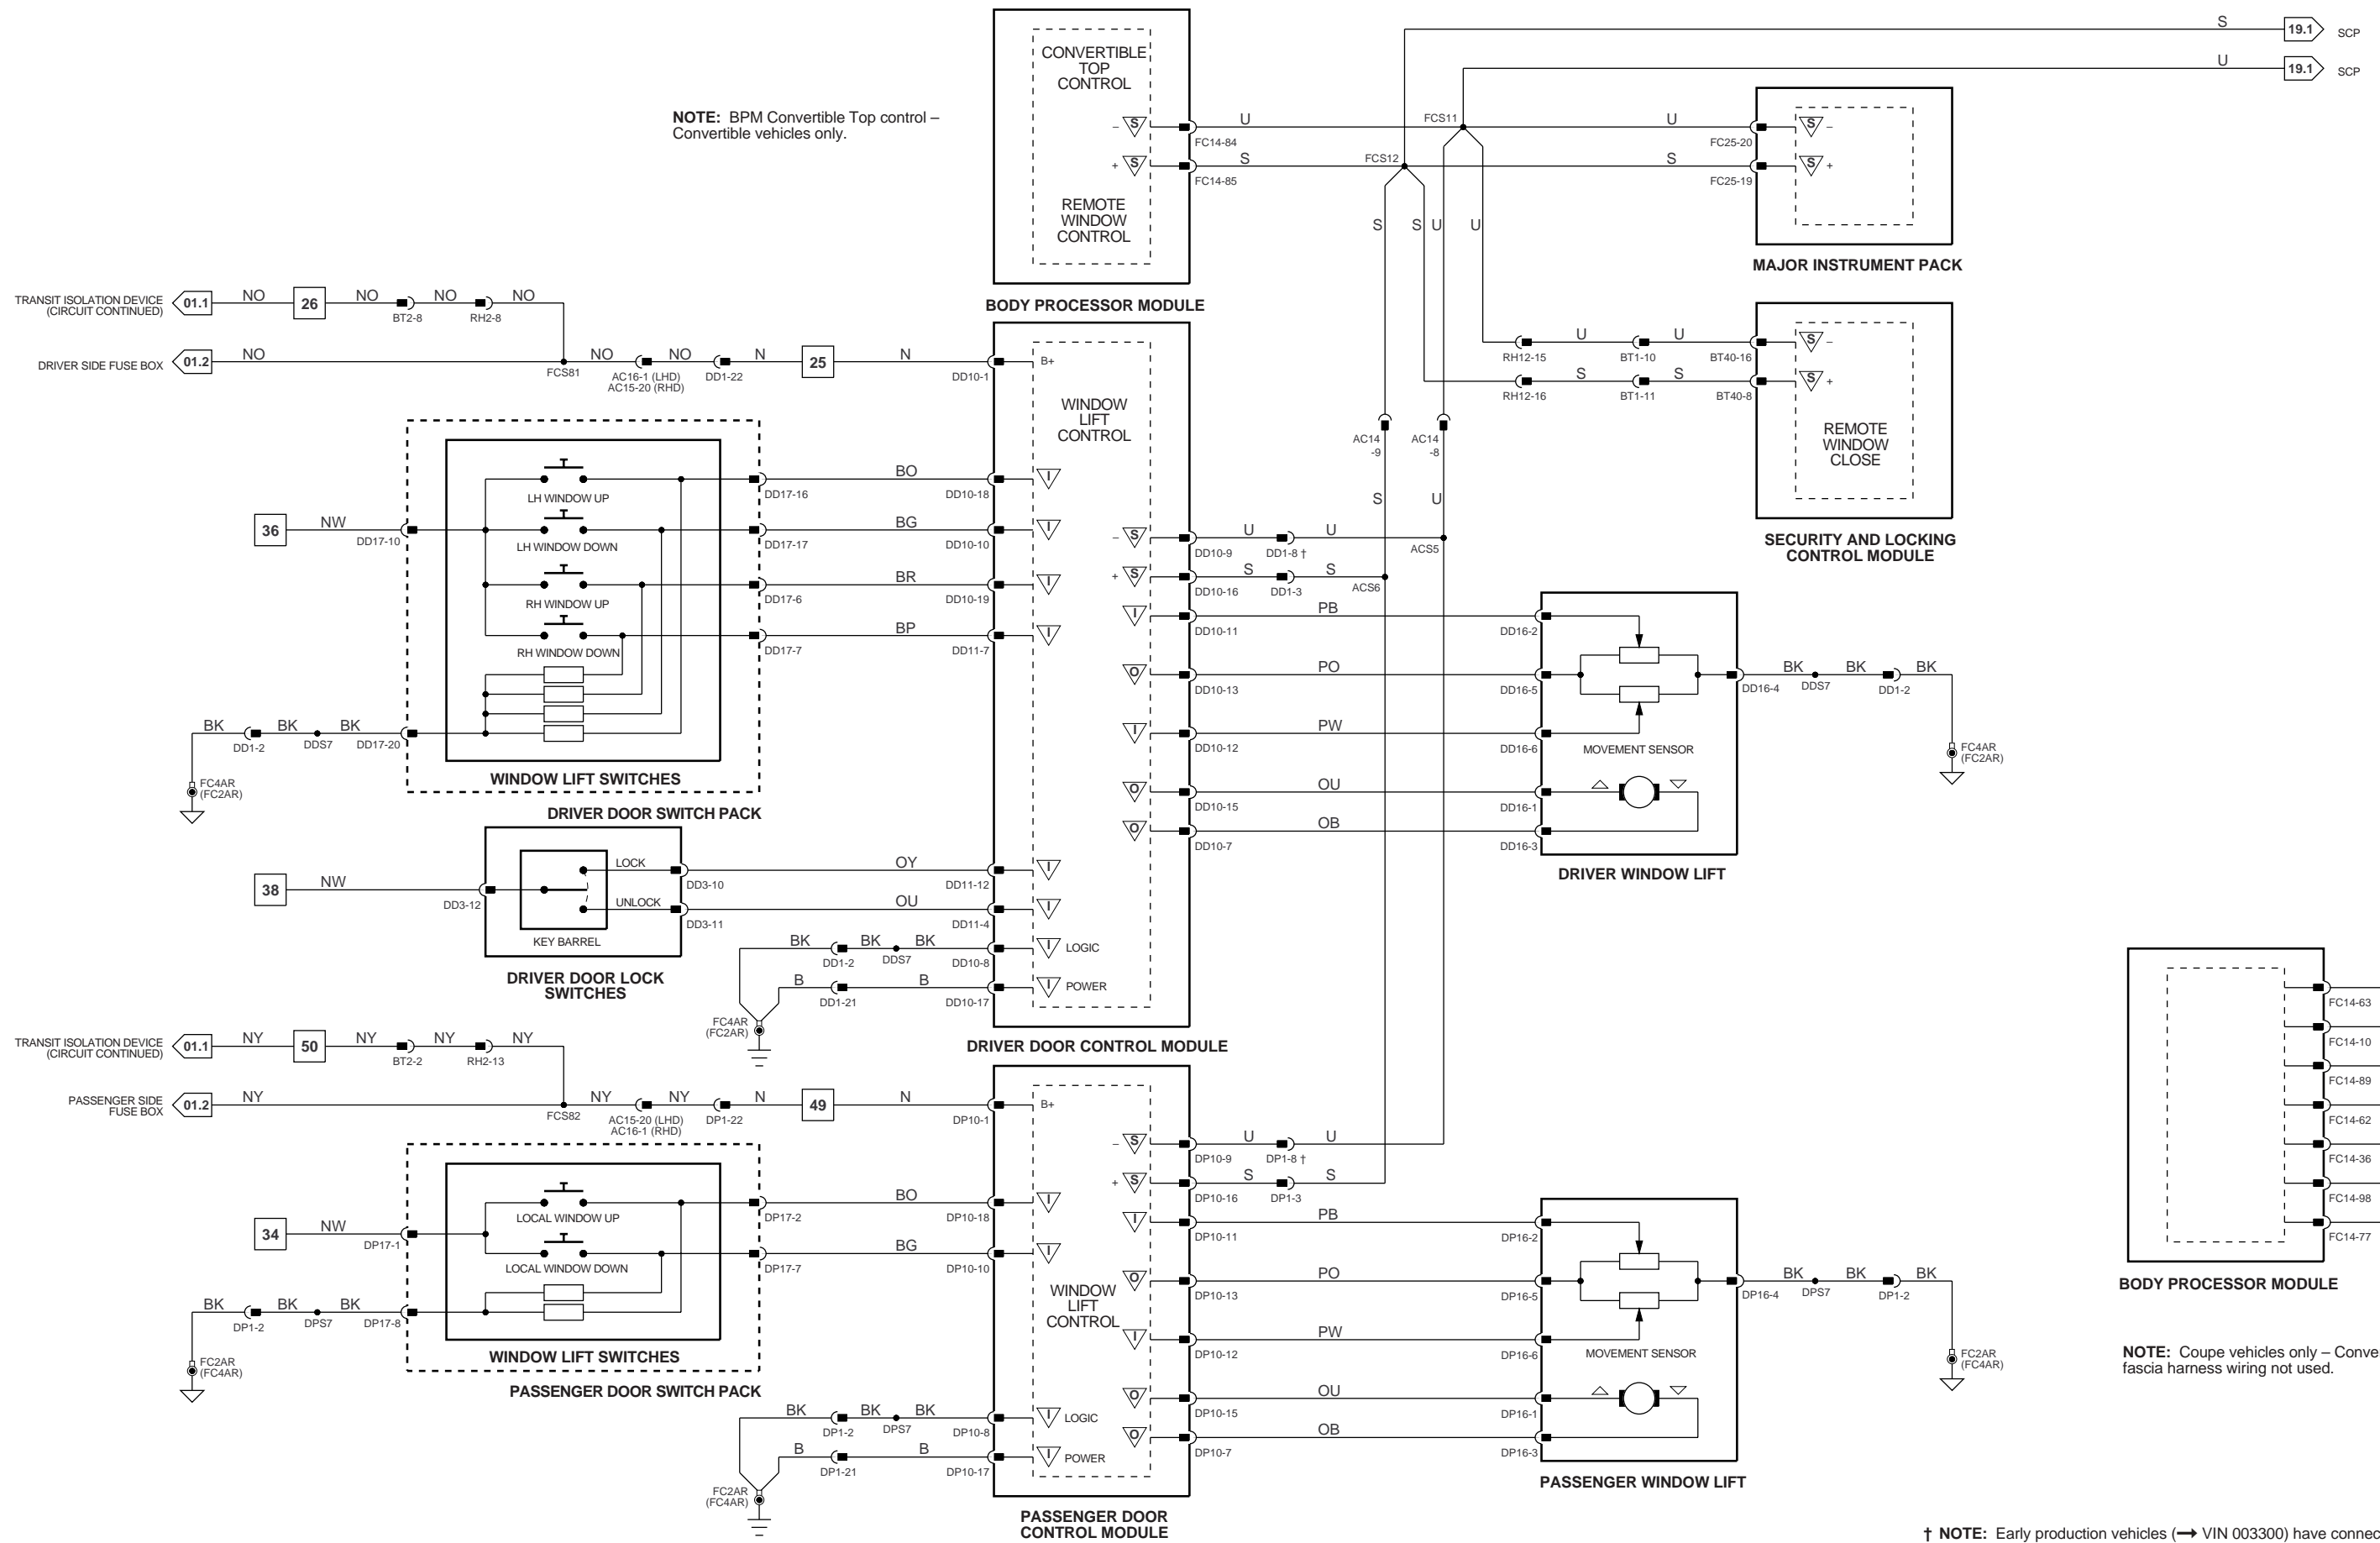 CONVERTIBLE
TOP
CONTROL
REMOTE
WINDOW
CONTROL
NOTE: BPM Convertible Top control –
Convertible vehicles only.
– S
+ S
FC14-84
FC14-85
U
S
FCS11
FCS12
U
S
FC25-20
FC25-19
S –
S +
S
19.1
SCP
U
19.1
SCP
MAJOR INSTRUMENT PACK
BODY PROCESSOR MODULE
S
S
U
U
RH12-15
U
BT1-10
U
BT40-16
S –
RH12-16
S
BT1-11
S
BT40-8
S +
REMOTE
WINDOW
CLOSE
SECURITY AND LOCKING
CONTROL MODULE
AC14
-9
AC14
-8
S
U
TRANSIT ISOLATION DEVICE
(CIRCUIT CONTINUED)
01.1
NO
26
NO
BT2-8
NO
RH2-8
NO
DRIVER SIDE FUSE BOX
01.2
NO
FCS81
NO
AC16-1 (LHD)
AC15-20 (RHD)
NO
DD1-22
N
25
N
DD10-1
B+
WINDOW
LIFT
CONTROL
LH WINDOW UP
DD17-16
BO
DD10-18
I
36
NW
DD17-10
LH WINDOW DOWN
DD17-17
BG
DD10-10
I
RH WINDOW UP
DD17-6
BR
DD10-19
I
RH WINDOW DOWN
DD17-7
BP
DD11-7
I
BK
DD1-2
BK
DDS7
BK
DD17-20
FC4AR
(FC2AR)
WINDOW LIFT SWITCHES
DRIVER DOOR SWITCH PACK
– S
DD10-9
U
DD1-8 †
U
ACS5
+ S
DD10-16
S
DD1-3
S
ACS6
I
DD10-11
PB
DD16-2
O
DD10-13
PO
DD16-5
I
DD10-12
PW
DD16-6
O
DD10-15
OU
DD16-1
O
DD10-7
OB
DD16-3
MOVEMENT SENSOR
DD16-4
BK
DDS7
BK
DD1-2
BK
FC4AR
(FC2AR)
DRIVER WINDOW LIFT
38
NW
DD3-12
LOCK
UNLOCK
KEY BARREL
DD3-10
OY
DD11-12
I
DD3-11
OU
DD11-4
I
DRIVER DOOR LOCK
SWITCHES
BK
DD1-2
BK
DDS7
BK
DD10-8
I LOGIC
B
DD1-21
B
DD10-17
I POWER
FC4AR
(FC2AR)
DRIVER DOOR CONTROL MODULE
TRANSIT ISOLATION DEVICE
(CIRCUIT CONTINUED)
01.1
NY
50
NY
BT2-2
NY
RH2-13
NY
PASSENGER SIDE
FUSE BOX
01.2
NY
FCS82
NY
AC15-20 (LHD)
AC16-1 (RHD)
NY
DP1-22
N
49
N
DP10-1
B+
LOCAL WINDOW UP
DP17-2
BO
DP10-18
I
34
NW
DP17-1
LOCAL WINDOW DOWN
DP17-7
BG
DP10-10
I
BK
DP1-2
BK
DPS7
BK
DP17-8
FC2AR
(FC4AR)
WINDOW LIFT SWITCHES
PASSENGER DOOR SWITCH PACK
WINDOW
LIFT
CONTROL
– S
DP10-9
U
DP1-8 †
U
+ S
DP10-16
S
DP1-3
S
I
DP10-11
PB
DP16-2
O
DP10-13
PO
DP16-5
I
DP10-12
PW
DP16-6
O
DP10-15
OU
DP16-1
O
DP10-7
OB
DP16-3
MOVEMENT SENSOR
DP16-4
BK
DPS7
BK
DP1-2
BK
FC2AR
(FC4AR)
PASSENGER WINDOW LIFT
BK
DP1-2
BK
DPS7
BK
DP10-8
I LOGIC
B
DP1-21
B
DP10-17
I POWER
FC2AR
(FC4AR)
PASSENGER DOOR
CONTROL MODULE
FC14-63
FC14-10
FC14-89
FC14-62
FC14-36
FC14-98
FC14-77
BODY PROCESSOR MODULE
NOTE: Coupe vehicles only – Conve
fascia harness wiring not used.
† NOTE: Early production vehicles (→ VIN 003300) have connec